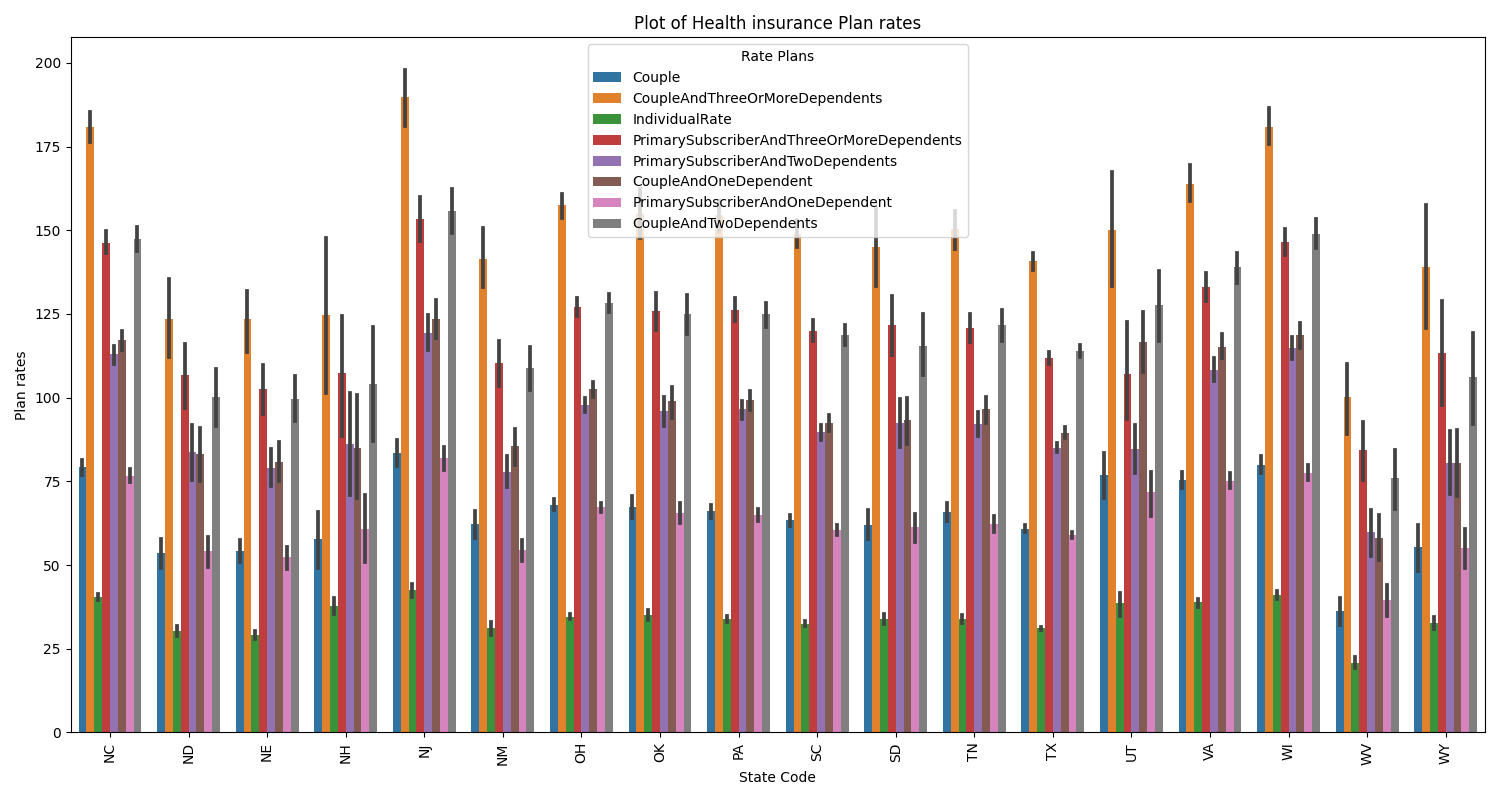 Plot of Health insurance Plan rates
Rate Plans
Couple
CoupleAndThreeOrMoreDependents
IndividualRate
PrimarySubscriberAndThreeOrMoreDependents
PrimarySubscriberAndTwoDependents
CoupleAndOneDependent
PrimarySubscriberAndOneDependent
CoupleAndTwoDependents
Plan rates
200
175
150
125
100
75
50
25
0
NC ND NE NH NJ NM OH OK PA SC SD TN TX UT VA WI WV WY
State Code